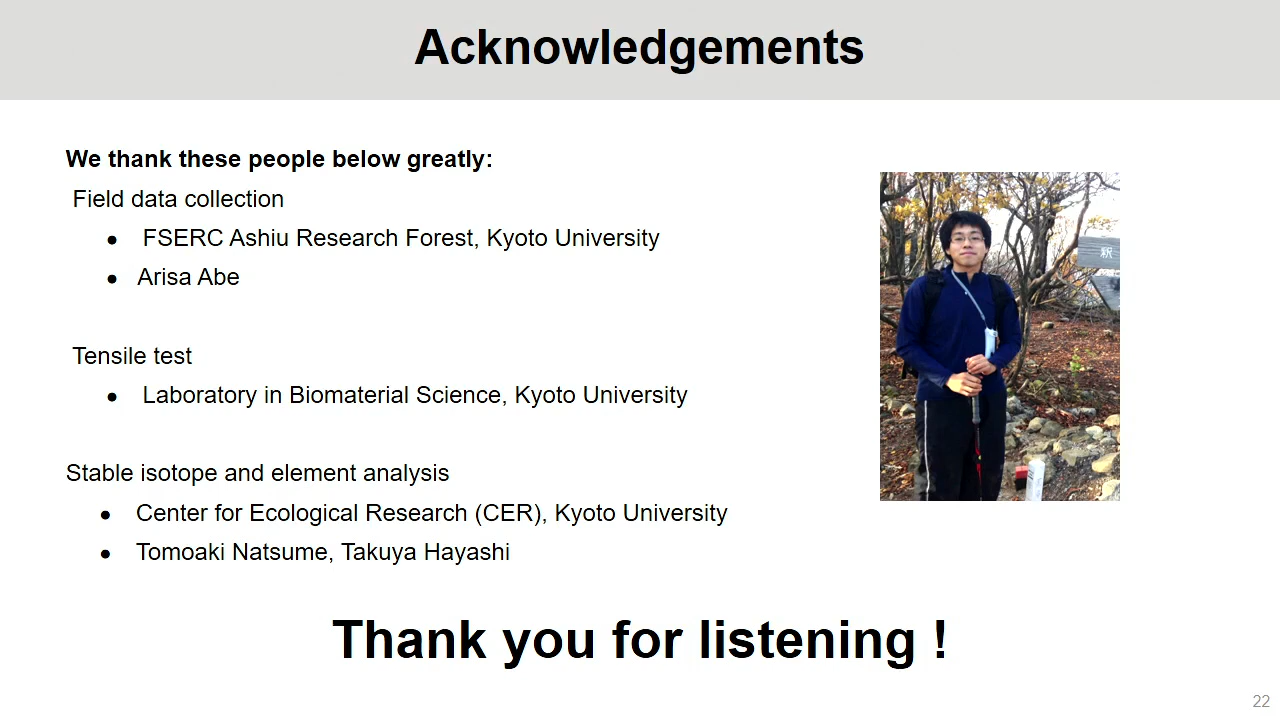 Acknowledgements
We thank these people below greatly:
Field data collection
● FSERC Ashiu Research Forest, Kyoto University
● Arisa Abe
釈
Tensile test
● Laboratory in Biomaterial Science, Kyoto University
Stable isotope and element analysis
● Center for Ecological Research (CER), Kyoto University
● Tomoaki Natsume, Takuya Hayashi
Thank you for listening !
22